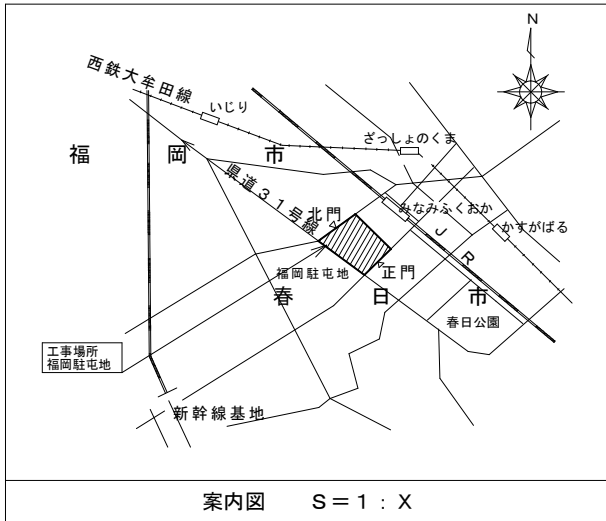 N
西鉄大牟田線
いじり
ざっしょのくま
福岡市
県道31号線
北門
みなみふくおか
かすがばる
JR
福岡駐屯地
正門
春日市
春日公園
工事場所
福岡駐屯地
新幹線基地
案内図 S=1:X